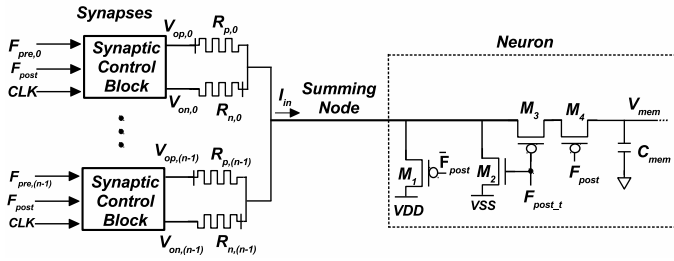 Synapses
F_pre,0
F_post
CLK
Synaptic
Control
Block
V_op,0
R_p,0
V_on,0
R_n,0
I_in
Summing
Node
Neuron
M_3
M_4
V_mem
C_mem
M_1
F̄_post
M_2
F_post
F_post_t
VDD
VSS
F_pre,(n-1)
F_post
CLK
Synaptic
Control
Block
V_op,(n-1)
R_p,(n-1)
V_on,(n-1)
R_n,(n-1)